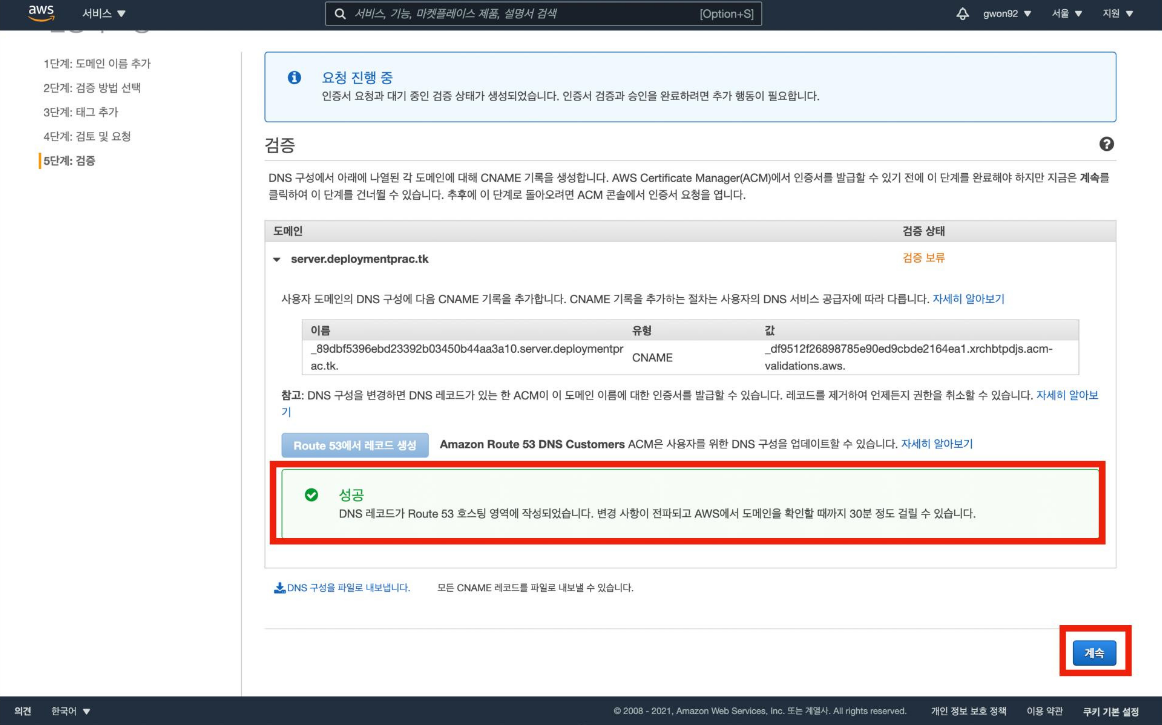 aws 서비스 ▼ 서비스, 기능, 마켓플레이스 제품, 설명서 검색 [Option+S] gwon92 ▼ 서울 ▼ 지원 ▼
1단계: 도메인 이름 추가
2단계: 검증 방법 선택
3단계: 태그 추가
4단계: 검토 및 요청
5단계: 검증
요청 진행 중
인증서 요청과 대기 중인 검증 상태가 생성되었습니다. 인증서 검증과 승인을 완료하려면 추가 행동이 필요합니다.
검증
DNS 구성에서 아래에 나열된 각 도메인에 대해 CNAME 기록을 생성합니다. AWS Certificate Manager(ACM)에서 인증서를 발급할 수 있기 전에 이 단계를 완료해야 하지만 지금은 계속를
클릭하여 이 단계를 건너뛸 수 있습니다. 추후에 이 단계로 돌아오려면 ACM 콘솔에서 인증서 요청을 엽니다.
도메인 검증 상태
server.deploymentprac.tk 검증 보류
사용자 도메인의 DNS 구성에 다음 CNAME 기록을 추가합니다. CNAME 기록을 추가하는 절차는 사용자의 DNS 서비스 공급자에 따라 다릅니다. 자세히 알아보기
이름 유형 값
_89dbf5396ebd23392b03450b44aa3a10.server.deploymentpr CNAME _df9512f26898785e90ed9cbde2164ea1.xrchbtpdjs.acm-
ac.tk. validations.aws.
참고: DNS 구성을 변경하면 DNS 레코드가 있는 한 ACM이 이 도메인 이름에 대한 인증서를 발급할 수 있습니다. 레코드를 제거하여 언제든지 권한을 취소할 수 있습니다. 자세히 알아보
기
Route 53에서 레코드 생성 Amazon Route 53 DNS Customers ACM은 사용자를 위한 DNS 구성을 업데이트할 수 있습니다. 자세히 알아보기
성공
DNS 레코드가 Route 53 호스팅 영역에 작성되었습니다. 변경 사항이 전파되고 AWS에서 도메인을 확인할 때까지 30분 정도 걸릴 수 있습니다.
DNS 구성을 파일로 내보냅니다. 모든 CNAME 레코드를 파일로 내보낼 수 있습니다.
계속
의견 한국어 ▼ © 2008 - 2021, Amazon Web Services, Inc. 또는 계열사. All rights reserved. 개인 정보 보호 정책 이용 약관 쿠키 기본 설정